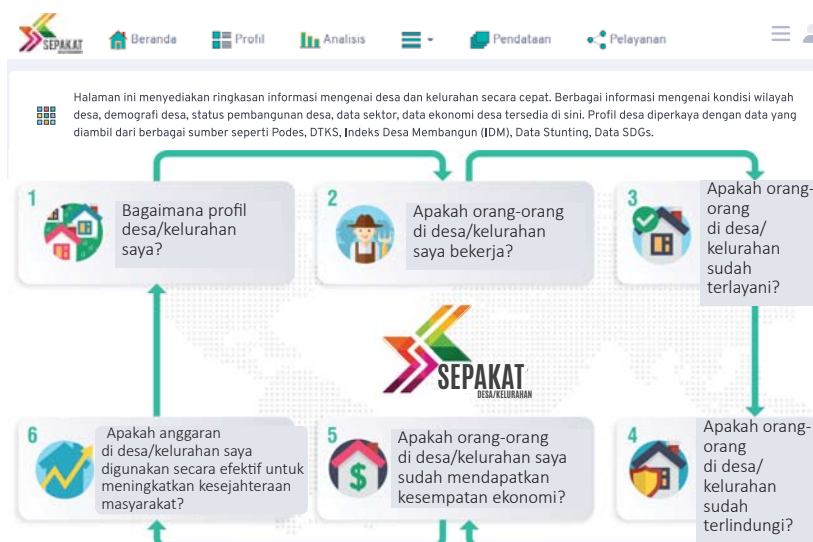 SEPAKAT
Beranda
Profil
Analisis
Pendataan
Pelayanan
Halaman ini menyediakan ringkasan informasi mengenai desa dan kelurahan secara cepat. Berbagai informasi mengenai kondisi wilayah
desa, demografi desa, status pembangunan desa, data sektor, data ekonomi desa tersedia di sini. Profil desa diperkaya dengan data yang
diambil dari berbagai sumber seperti Podes, DTKS, Indeks Desa Membangun (IDM), Data Stunting, Data SDGs.
1
Bagaimana profil
desa/kelurahan
saya?
2
Apakah orang-orang
di desa/kelurahan
saya bekerja?
3
Apakah orang-
orang
di desa/
kelurahan
sudah
terlayani?
SEPAKAT
DESA/KELURAHAN
6
Apakah anggaran
di desa/kelurahan saya
digunakan secara efektif untuk
meningkatkan kesejahteraan
masyarakat?
5
Apakah orang-orang
di desa/kelurahan saya
sudah mendapatkan
kesempatan ekonomi?
4
Apakah orang-
orang
di desa/
kelurahan
sudah
terlindungi?